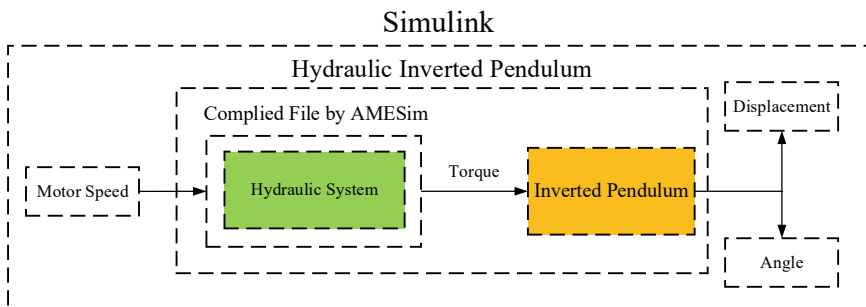 Simulink
Hydraulic Inverted Pendulum
Complied File by AMESim
Displacement
Motor Speed
Hydraulic System
Torque
Inverted Pendulum
Angle